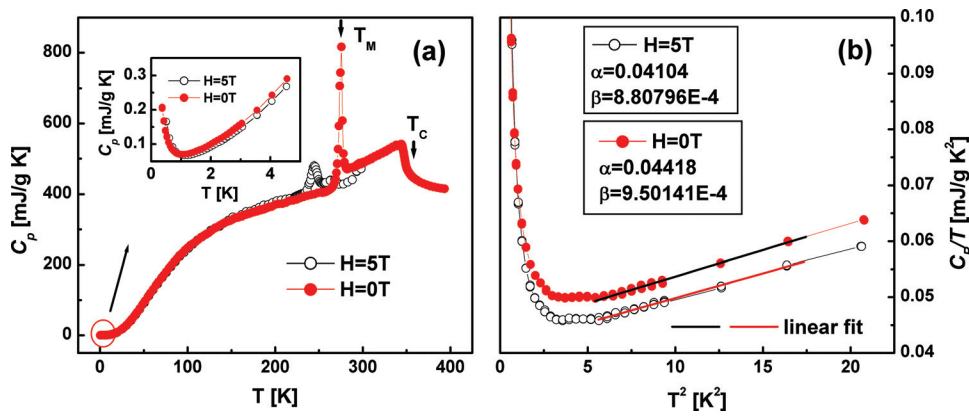 (a)
T_M
T_C
800
600
400
200
0
C_p [mJ/g K]
0
100
200
300
400
T [K]
H=5T
H=0T
0.3
0.2
0.1
C_p [mJ/g K]
H=5T
H=0T
0
2
4
T [K]
(b)
H=5T
α=0.04104
β=8.80796E-4
H=0T
α=0.04418
β=9.50141E-4
linear fit
0.10
0.09
0.08
0.07
0.06
0.05
0.04
C_p/T [mJ/g K²]
0
5
10
15
20
T² [K²]